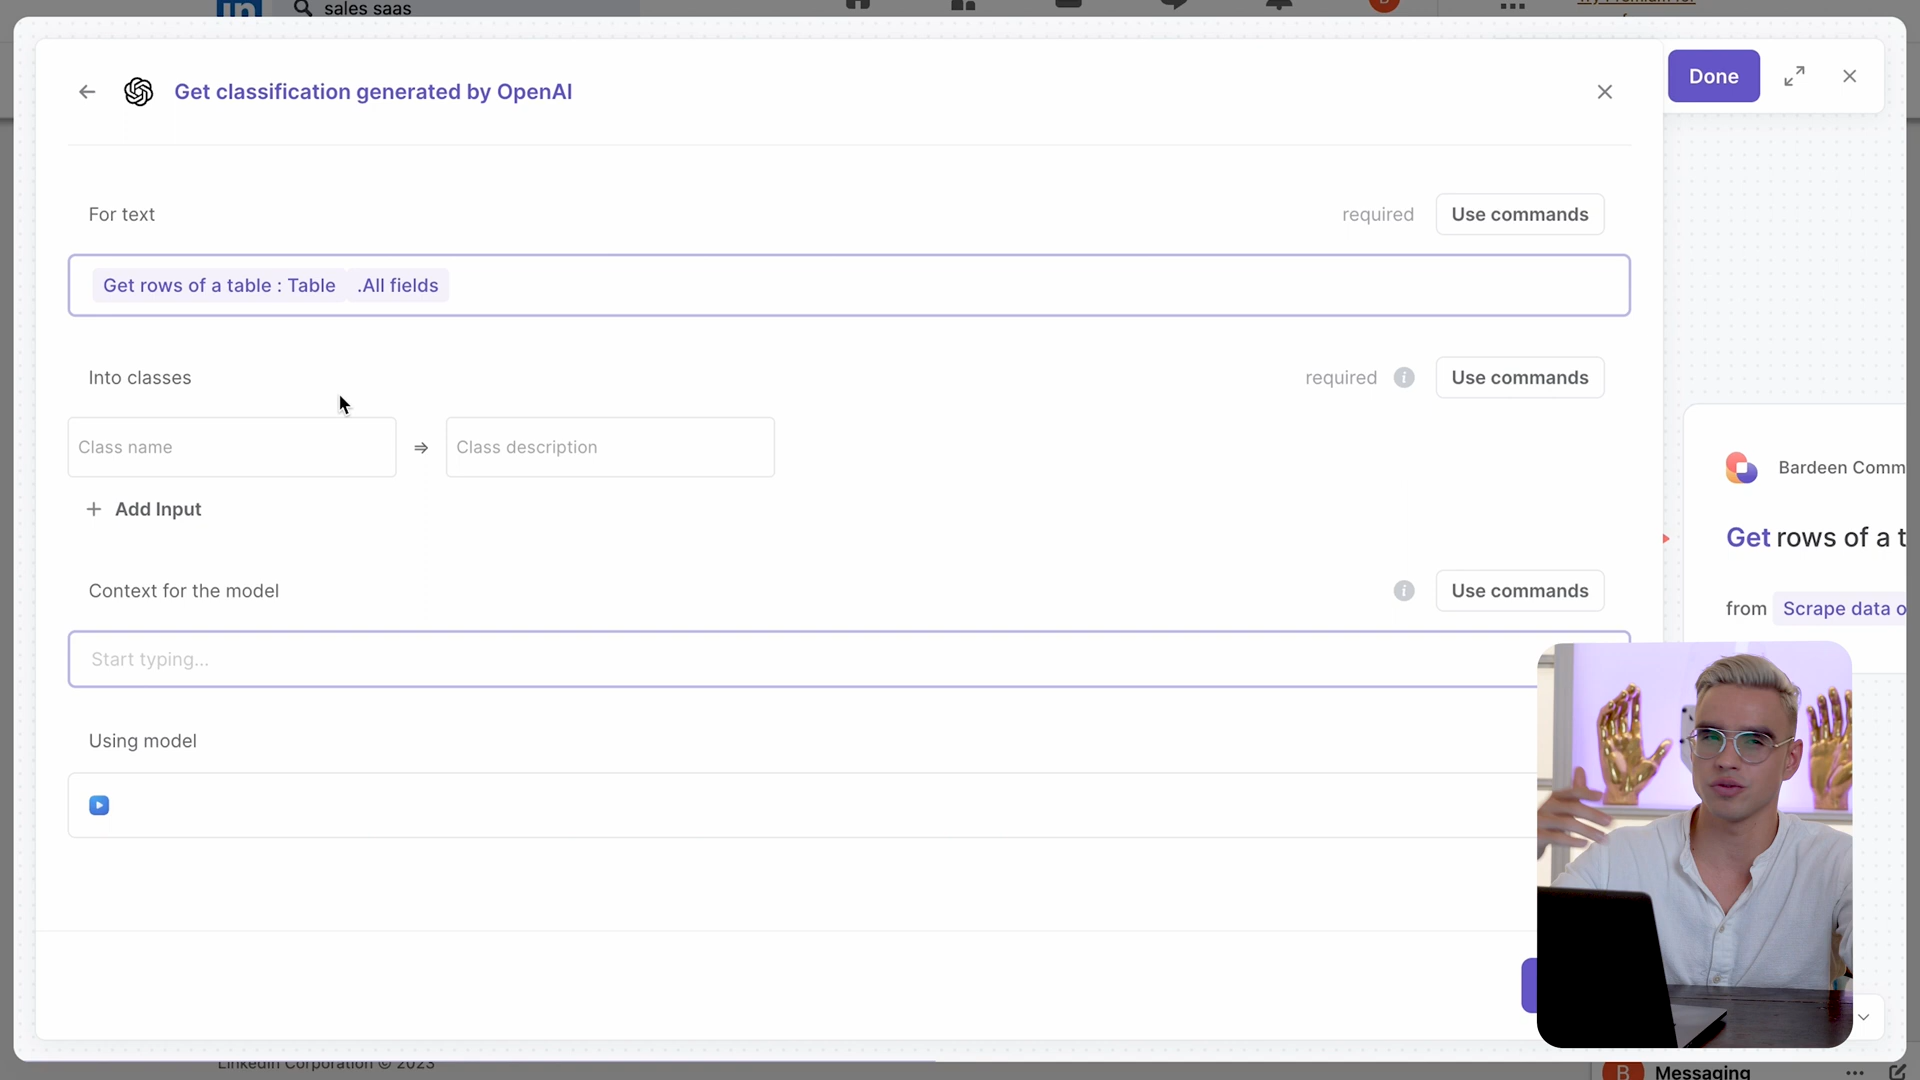 in
sales saas
Get classification generated by OpenAI
Done
For text
required
Use commands
Get rows of a table : Table .All fields
Into classes
required
Use commands
Class name
Class description
+ Add Input
Bardeen Comm
Get rows of a t
Context for the model
Use commands
from Scrape data o
Start typing...
Using model
LinkedIn Corporation © 2023
B
Messaging